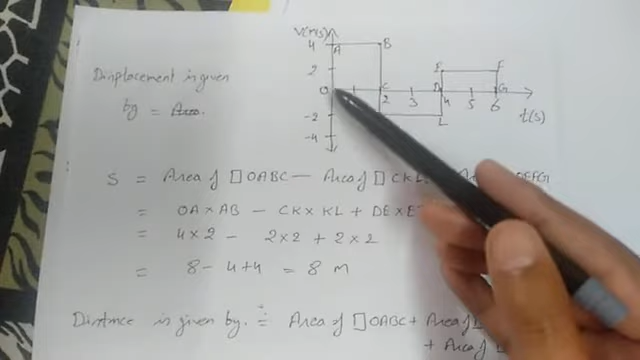 V(m/s)
4 A B
2 E F
O C D G
2 3 4 5 6
t(s)
-2 L
-4
Displacement is given
by = Area.
S = Area of □ OABC - Area of □ CKL
= OA × AB - CK × KL + DE × E
= 4 × 2 - 2 × 2 + 2 × 2
= 8 - 4 + 4 = 8 m
Distance is given by. ÷ Area of □ OABC + Area of
+ Area of